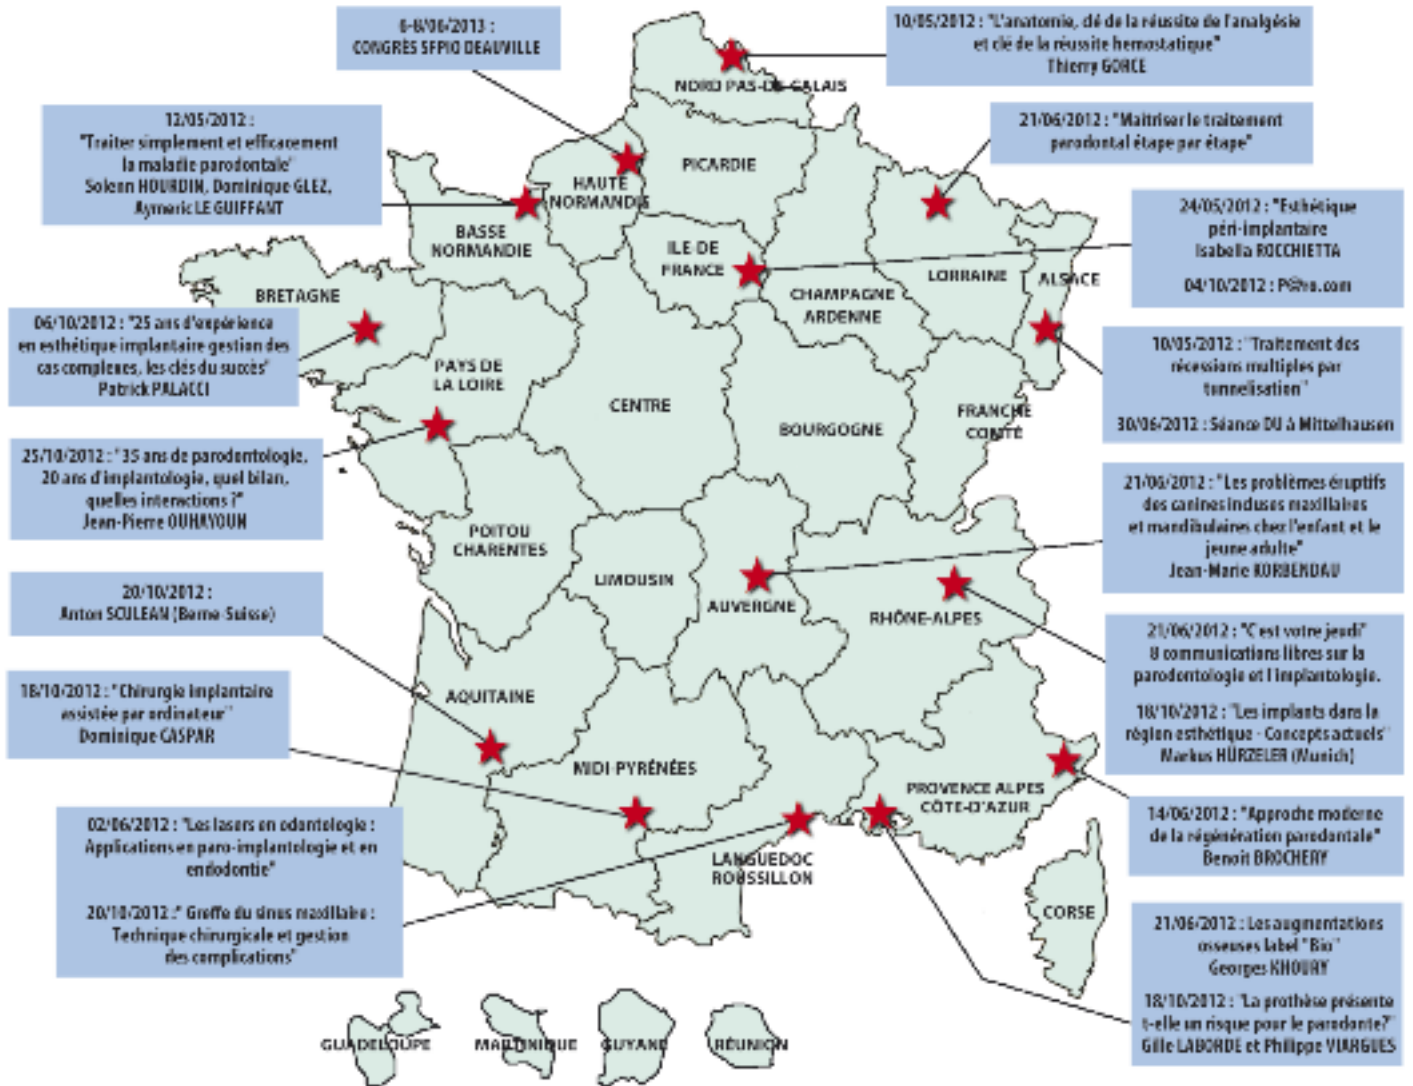 6-8/06/2013 :
CONGRÈS SFPIO DEAUVILLE
10/05/2012 : "L'anatomie, clé de la réussite de l'analgésie
et clé de la réussite hemostatique"
Thierry GORCE
12/05/2012 :
"Traiter simplement et efficacement
la maladie parodontale"
Solenn HOURDIN, Dominique GLEZ,
Aymeric LE GUIFFANT
21/06/2012 : "Maitriser le traitement
parodontal étape par étape"
24/05/2012 : "Esthétique
péri-implantaire
Isabella ROCCHIETTA
04/10/2012 : P@ro.com
06/10/2012 : "25 ans d'expérience
en esthétique implantaire gestion des
cas complexes, les clés du succès"
Patrick PALACCI
10/05/2012 : "Traitement des
récessions multiples par
tunnelisation"
30/06/2012 : Séance DU à Mittelhausen
25/10/2012 : "35 ans de parodontologie,
20 ans d'implantologie, quel bilan,
quelles interactions ?"
Jean-Pierre OUHAYOUN
21/06/2012 : "Les problèmes éruptifs
des canines incluses maxillaires
et mandibulaires chez l'enfant et le
jeune adulte"
Jean-Marie KORBENDAU
20/10/2012 :
Anton SCULEAN (Berne-Suisse)
21/06/2012 : "C'est votre jeudi"
8 communications libres sur la
parodontologie et l'implantologie.
18/10/2012 : "Les implants dans la
région esthétique - Concepts actuels"
Markus HÜRZELER (Munich)
18/10/2012 : "Chirurgie implantaire
assistée par ordinateur"
Dominique CASPAR
14/06/2012 : "Approche moderne
de la régénération parodontale"
Benoit BROCHERY
02/06/2012 : "Les lasers en odontologie :
Applications en paro-implantologie et en
endodontie"
20/10/2012 :" Greffe du sinus maxillaire :
Technique chirurgicale et gestion
des complications"
21/06/2012 : Les augmentations
osseuses label "Bio"
Georges KHOURY
18/10/2012 : "La prothèse présente
t-elle un risque pour le parodonte?"
Gille LABORDE et Philippe VIARGUES
NORD PAS-DE-CALAIS
PICARDIE
HAUTE
NORMANDIE
BASSE
NORMANDIE
ILE DE
FRANCE
CHAMPAGNE
ARDENNE
LORRAINE
ALSACE
BRETAGNE
PAYS DE
LA LOIRE
CENTRE
BOURGOGNE
FRANCHE
COMTÉ
POITOU
CHARENTES
LIMOUSIN
AUVERGNE
RHÔNE-ALPES
AQUITAINE
MIDI-PYRÉNÉES
LANGUEDOC
ROUSSILLON
PROVENCE ALPES
CÔTE-D'AZUR
CORSE
GUADELOUPE
MARTINIQUE
GUYANE
RÉUNION